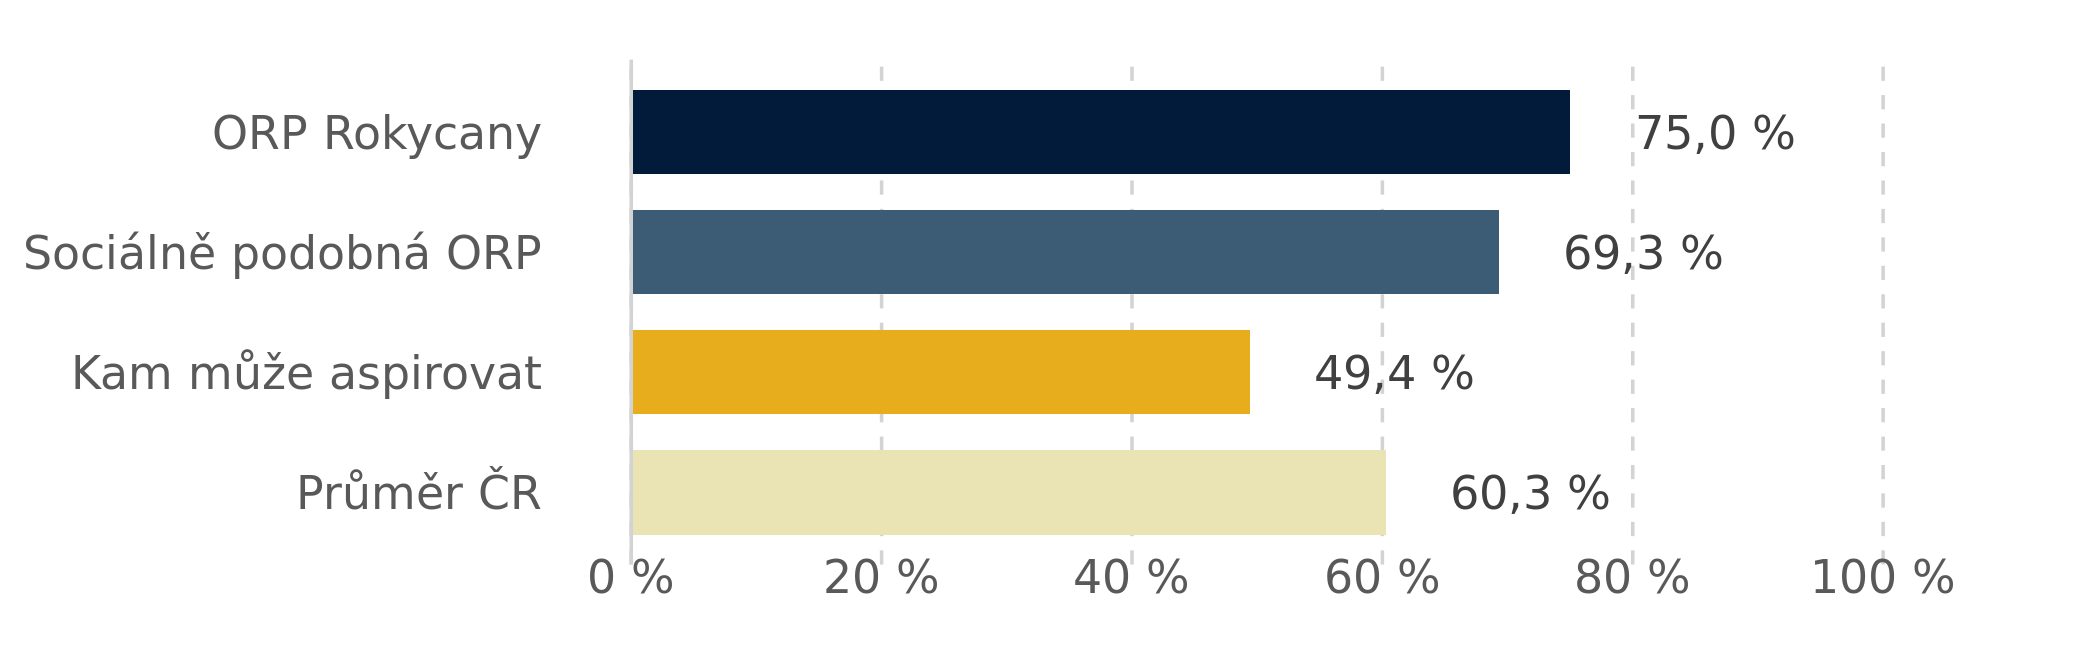 ORP Rokycany 75,0 %
Sociálně podobná ORP 69,3 %
Kam může aspirovat 49,4 %
Průměr ČR 60,3 %
0 % 20 % 40 % 60 % 80 % 100 %